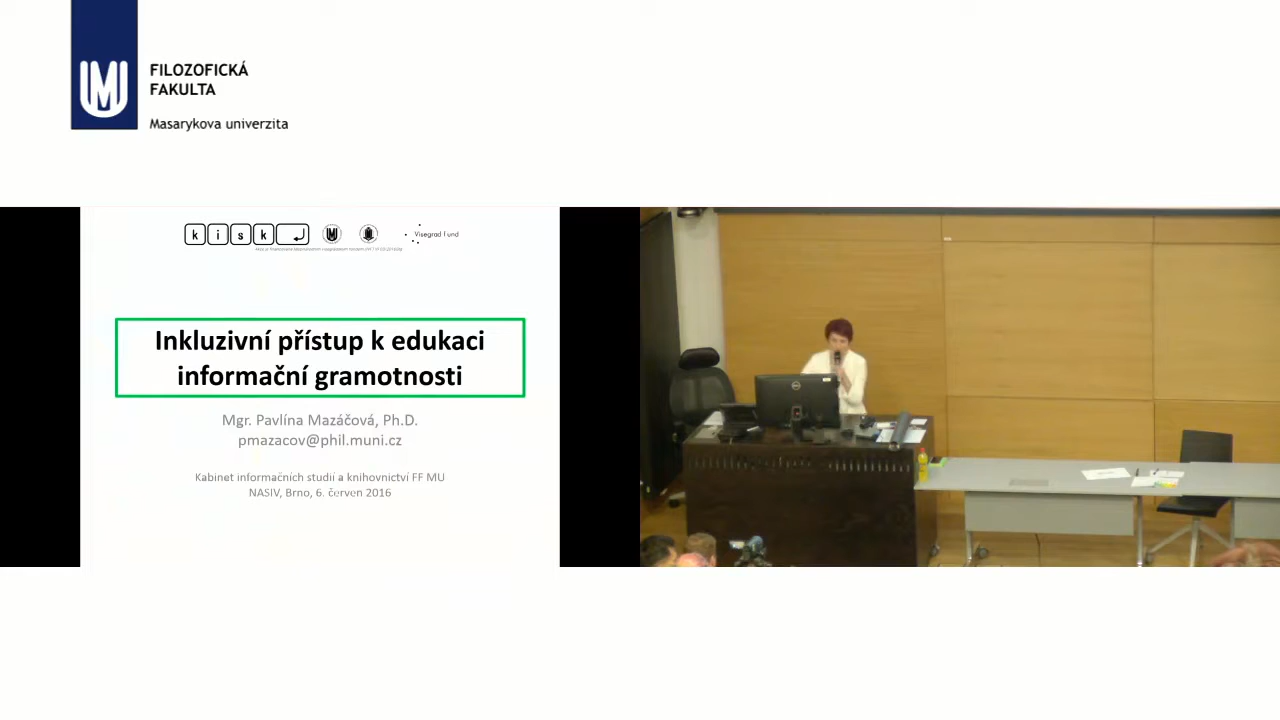 FILOZOFICKÁ
FAKULTA
Masarykova univerzita
k i s k
Visegrad Fund
Inkluzivní přístup k edukaci
informační gramotnosti
Mgr. Pavlína Mazáčová, Ph.D.
pmazacov@phil.muni.cz
Kabinet informačních studií a knihovnictví FF MU
NASIV, Brno, 6. červen 2016